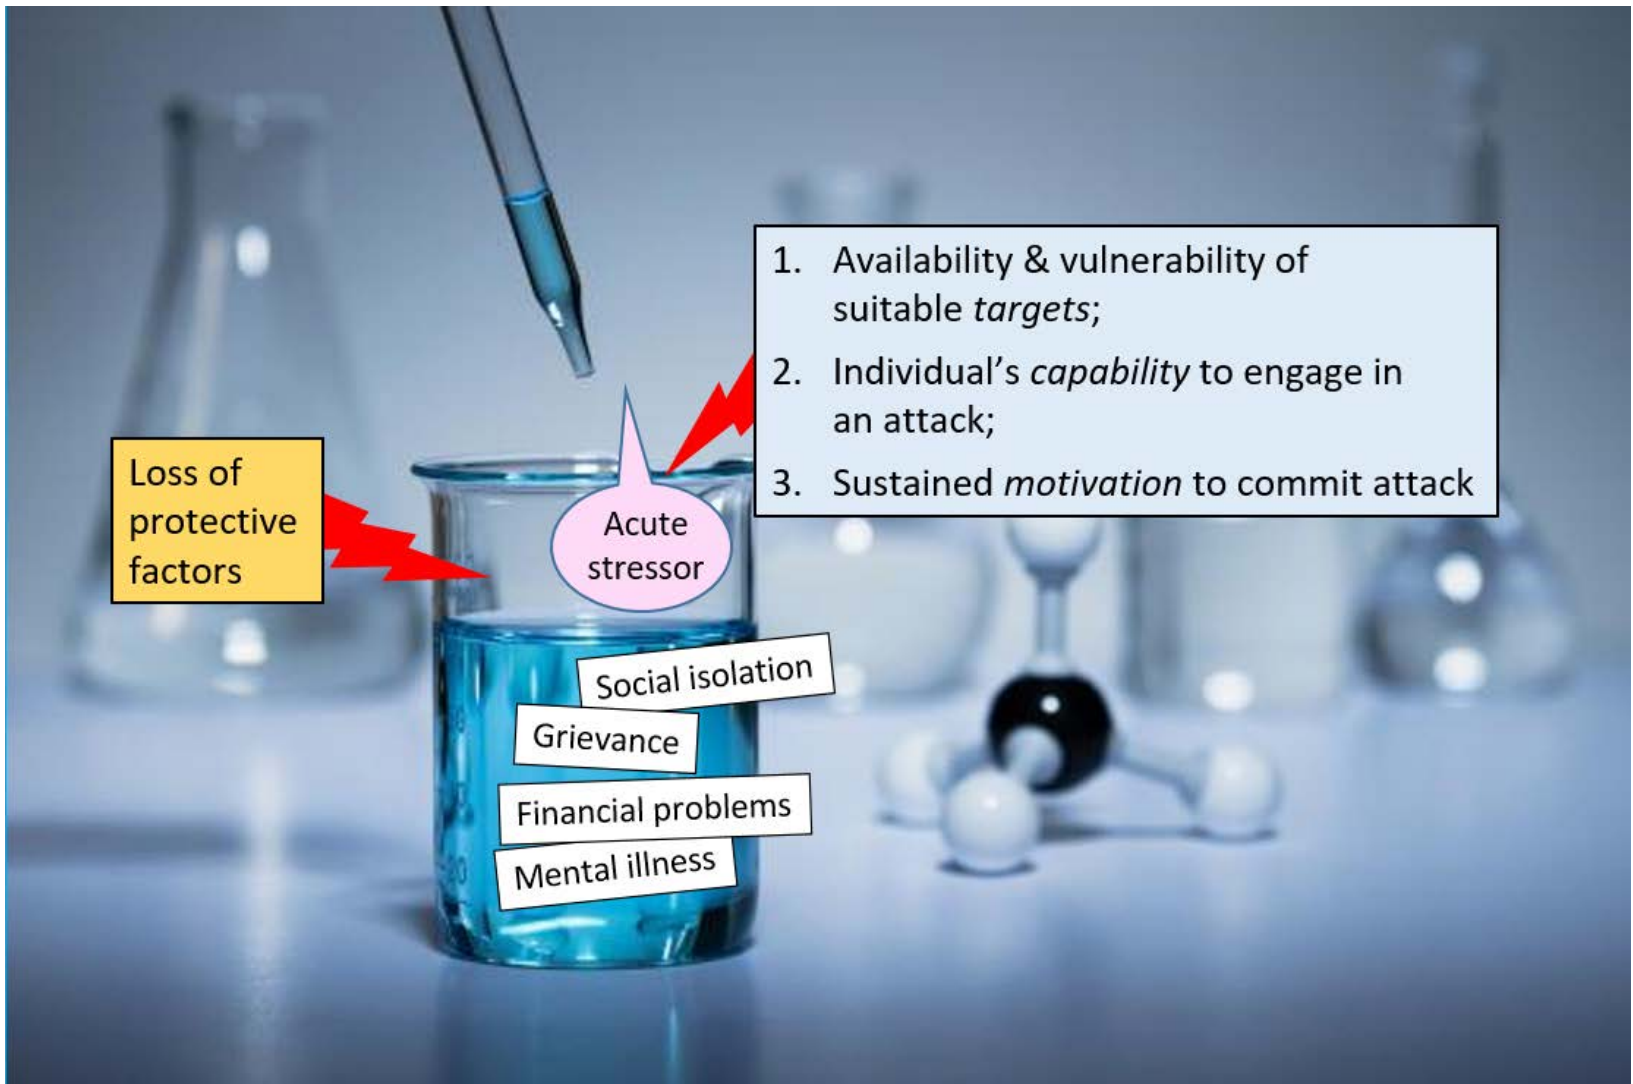 1. Availability & vulnerability of
suitable targets;
2. Individual's capability to engage in
an attack;
3. Sustained motivation to commit attack
Loss of
protective
factors
Acute
stressor
Social isolation
Grievance
Financial problems
Mental illness